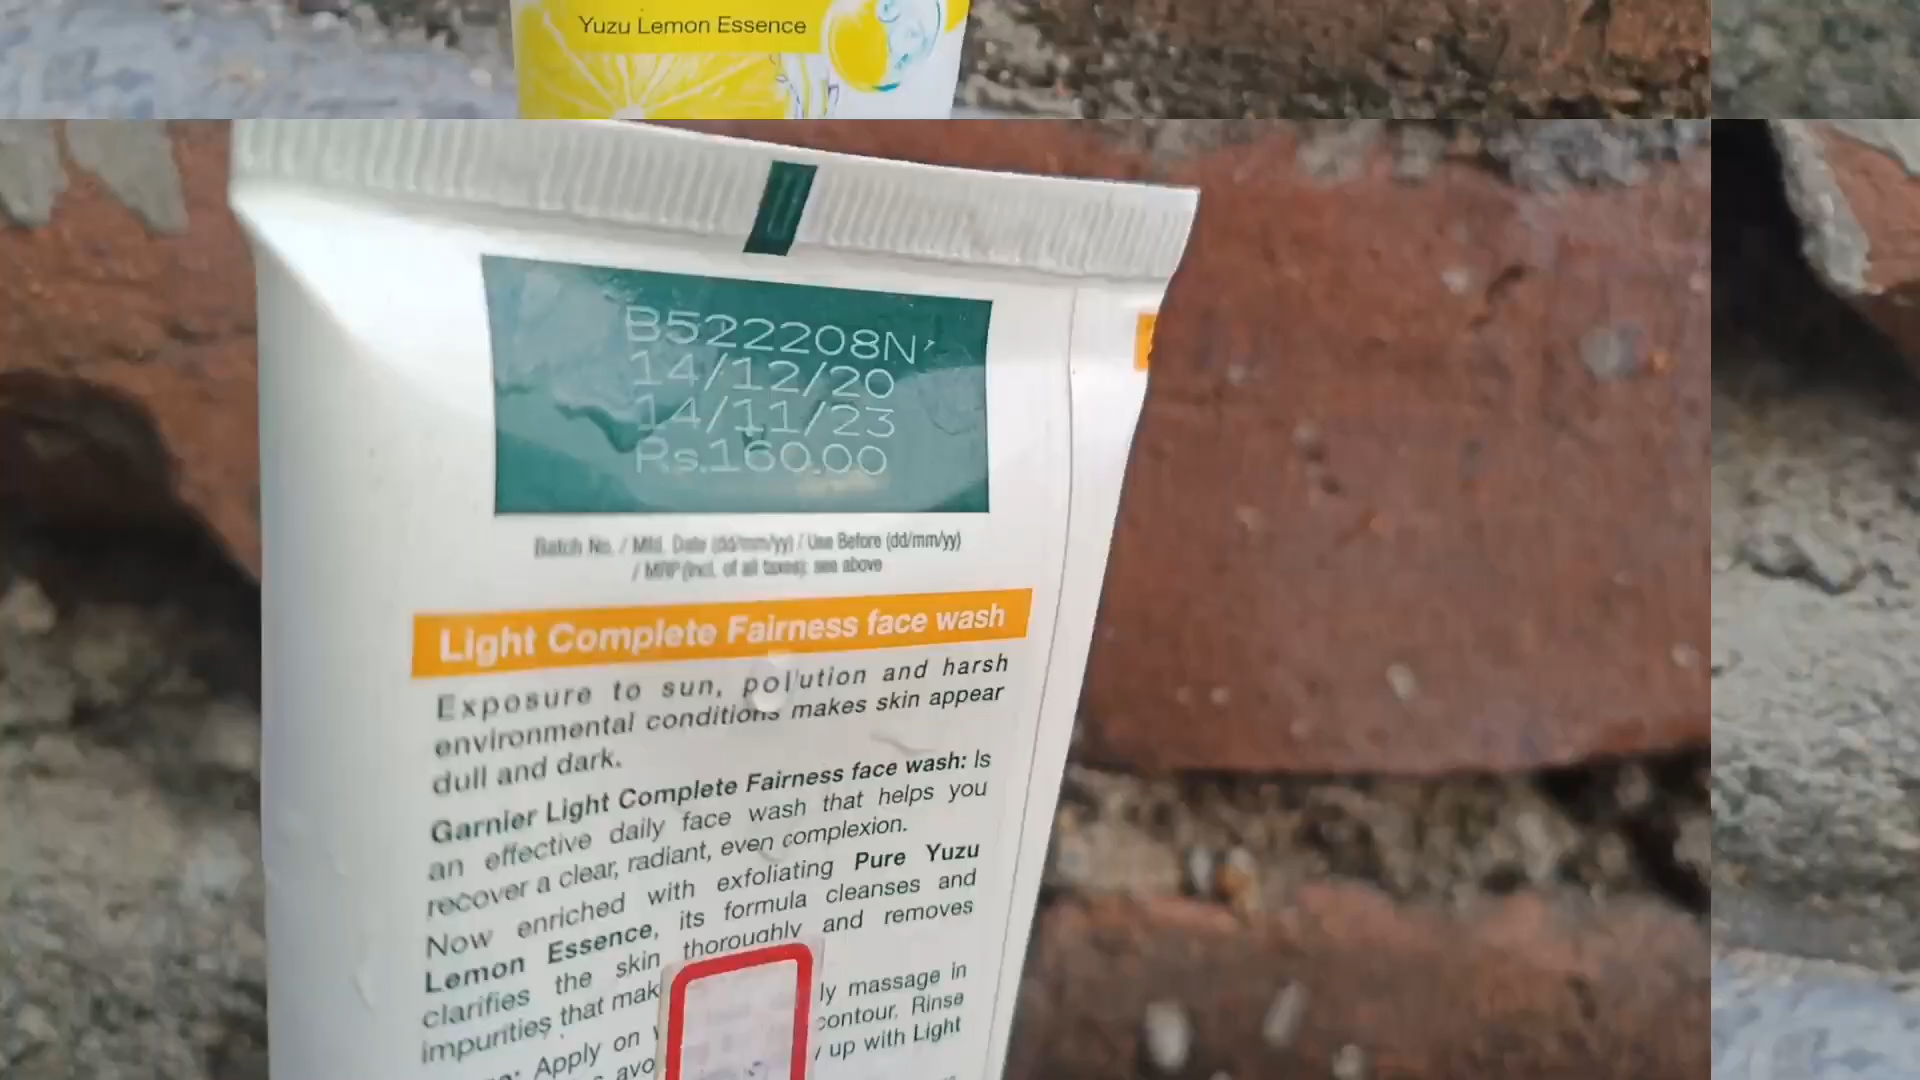 Yuzu Lemon Essence
B522208N
14/12/20
14/11/23
Rs.160.00
Batch No. / Mfd. Date (dd/mm/yy) / Use Before (dd/mm/yy)
/ MRP (incl. of all taxes): see above
Light Complete Fairness face wash
Exposure to sun, pollution and harsh
environmental conditions makes skin appear
dull and dark.
Garnier Light Complete Fairness face wash: Is
an effective daily face wash that helps you
recover a clear, radiant, even complexion.
Now enriched with exfoliating Pure Yuzu
Lemon Essence, its formula cleanses and
clarifies the skin thoroughly and removes
impurities that mak ly massage in
Apply on contour. Rinse
avo up with Light